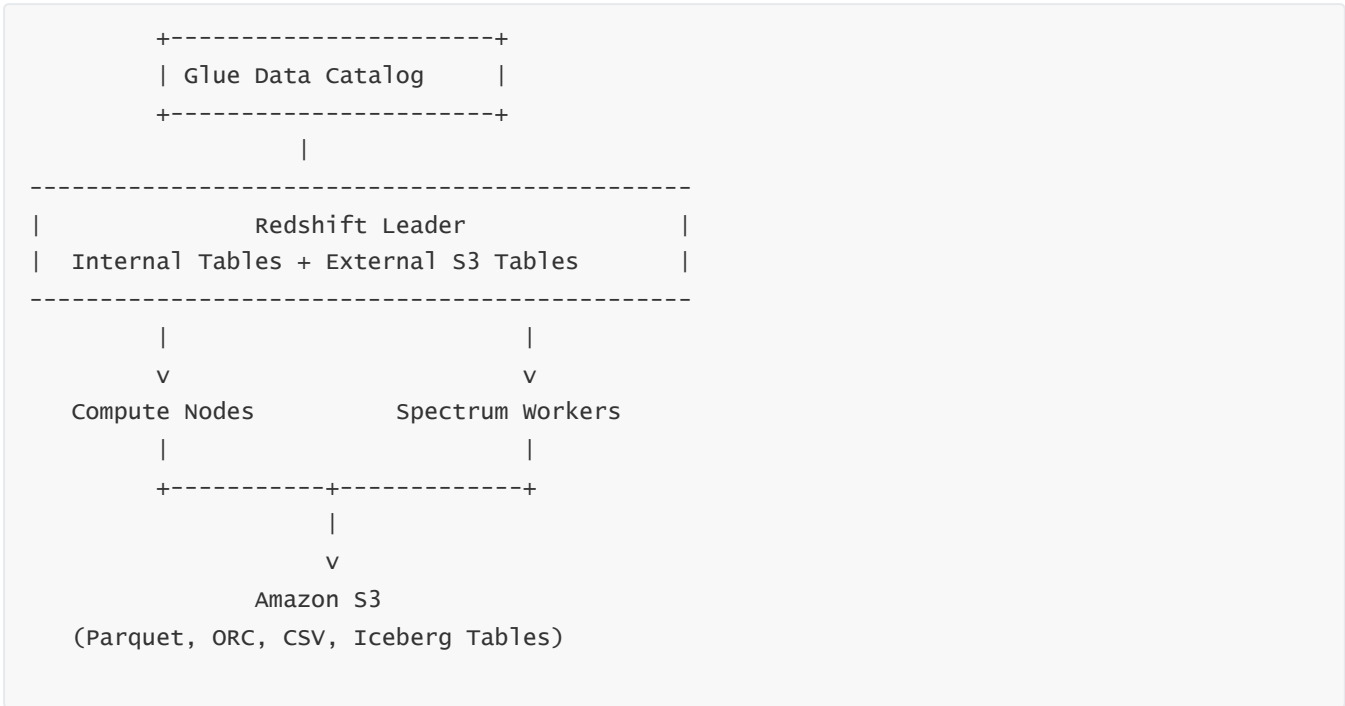 +-----------------------+
| Glue Data Catalog     |
+-----------------------+
|
-----------------------------------------------
|               Redshift Leader               |
|  Internal Tables + External S3 Tables       |
-----------------------------------------------
|                         |
v                         v
Compute Nodes          Spectrum Workers
|                         |
+-----------+-------------+
|
v
Amazon S3
(Parquet, ORC, CSV, Iceberg Tables)